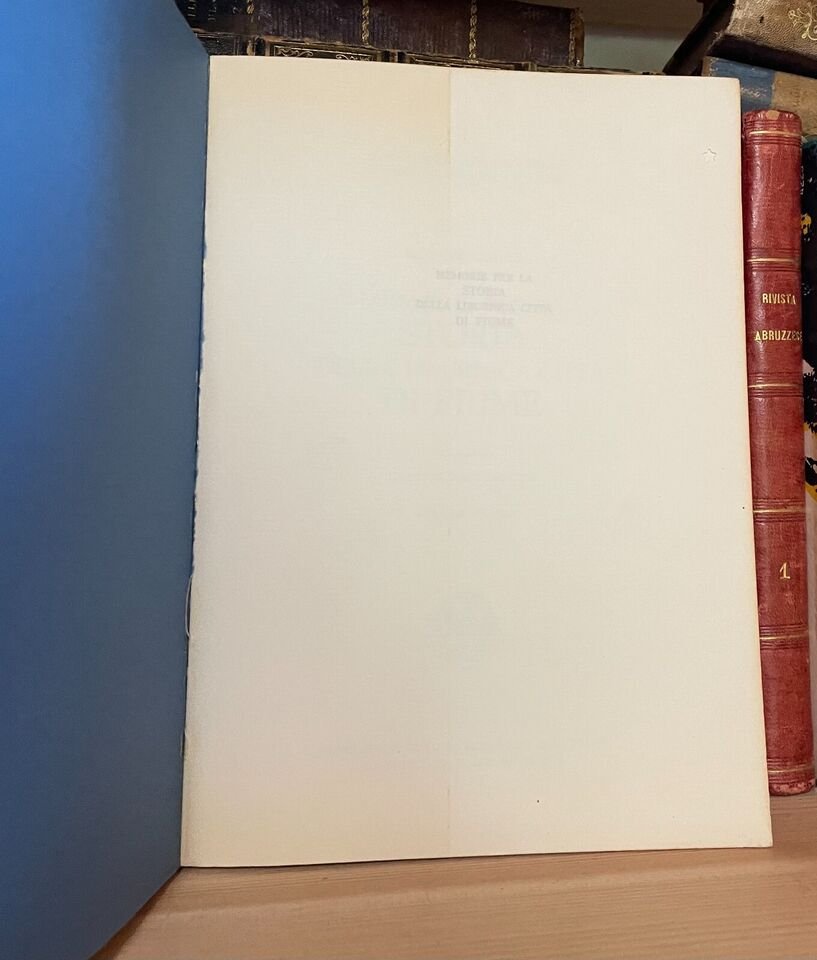 MEMORIE PER LA
STORIA
DELLA LIBURNICA CITTÀ
DI FIUME
RIVISTA
ABRUZZESE
1